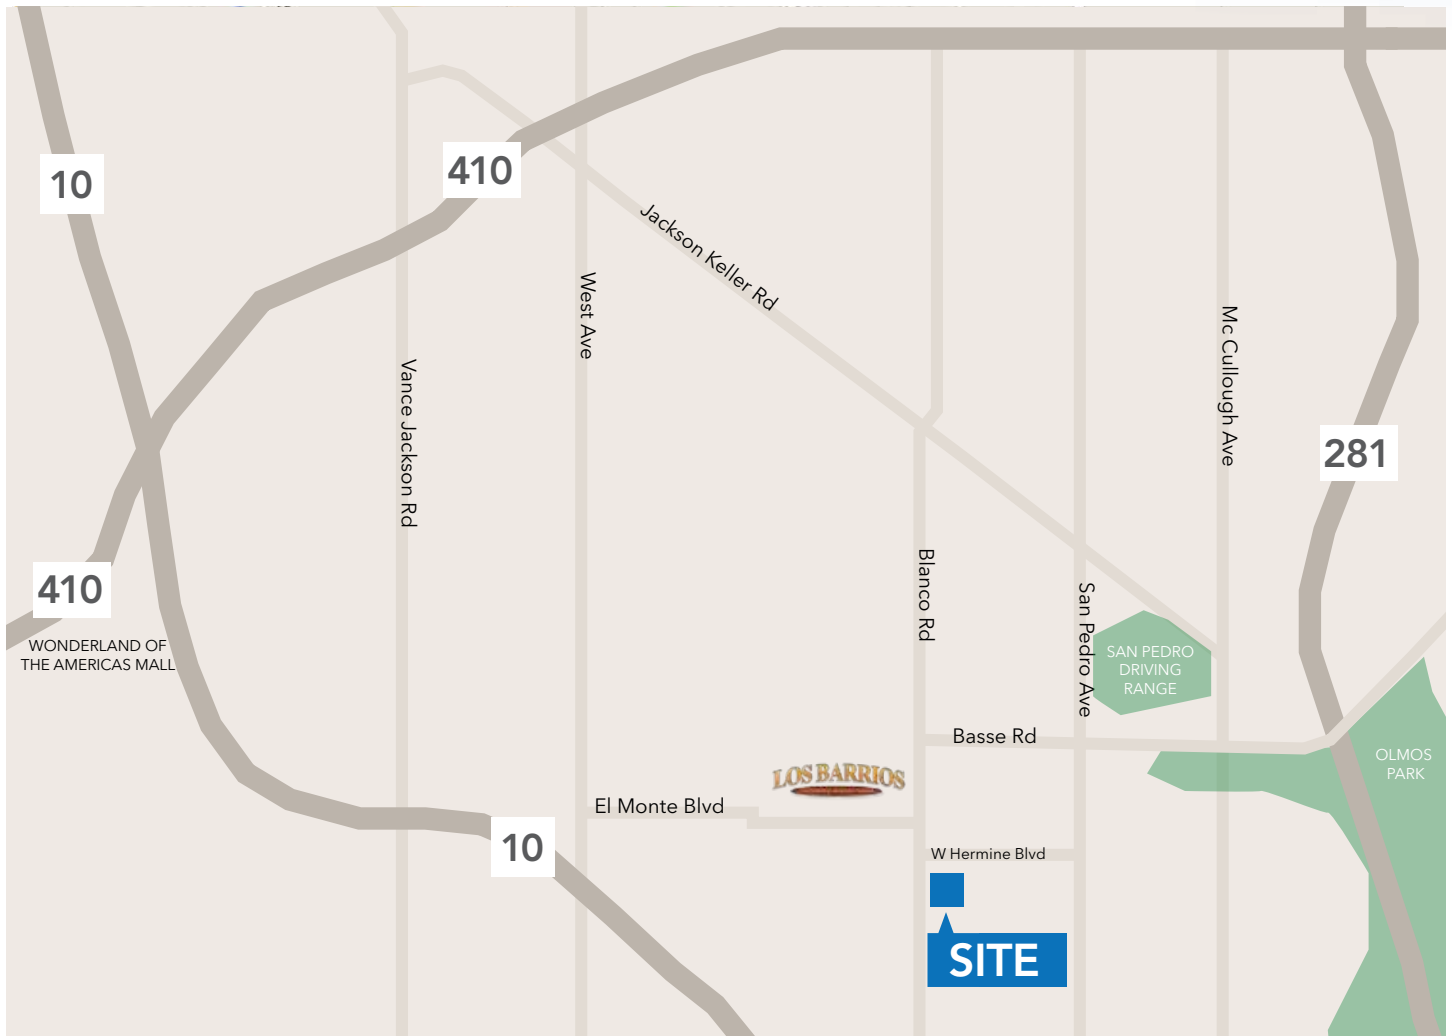 10
410
Jackson Keller Rd
West Ave
Mc Cullough Ave
Vance Jackson Rd
281
Blanco Rd
410
San Pedro Ave
WONDERLAND OF
THE AMERICAS MALL
SAN PEDRO
DRIVING
RANGE
Basse Rd
OLMOS
PARK
LOS BARRIOS
El Monte Blvd
10
W Hermine Blvd
SITE